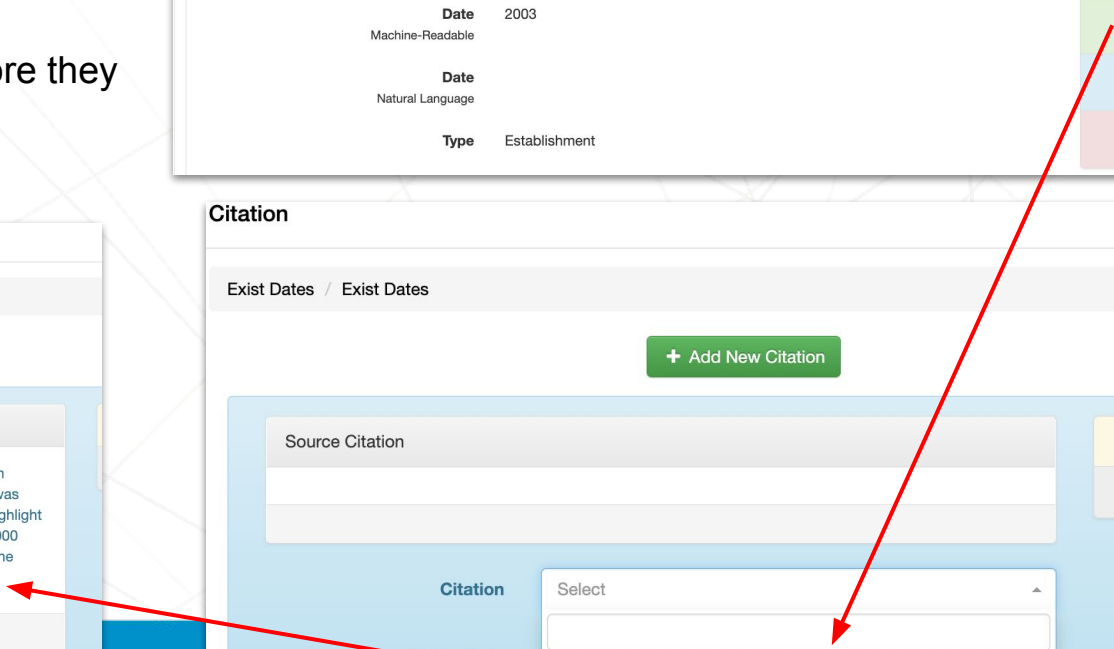 Date 2003
Machine-Readable
ore they
Date
Natural Language
Type Establishment
Citation
Exist Dates / Exist Dates
+ Add New Citation
Source Citation
vas
ghlight
000
ne
Citation Select